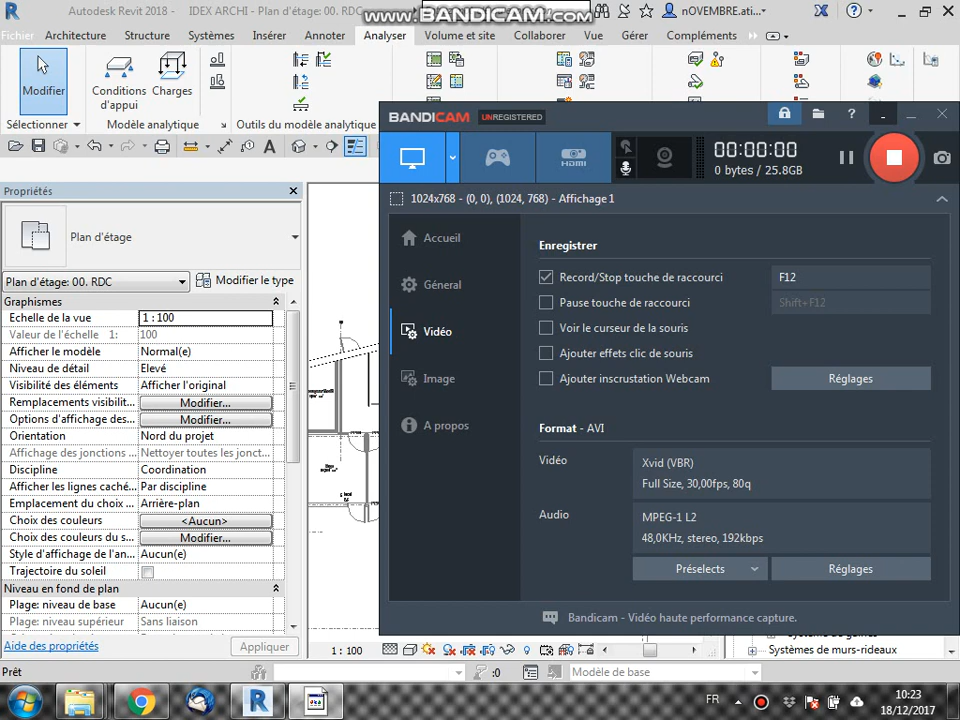 Autodesk Revit 2018 - IDEX ARCHI - Plan d'étage: 00. RDC
www.BANDICAM.com
nOVEMBRE.ati...
Fichier Architecture Structure Systèmes Insérer Annoter Analyser Volume et site Collaborer Vue Gérer Compléments
Modifier
Conditions d'appui
Charges
Sélectionner
Modèle analytique
Outils du modèle analytique
BANDICAM UNREGISTERED
HDMI
00:00:00
0 bytes / 25.8GB
1024x768 - (0, 0), (1024, 768) - Affichage 1
Propriétés
Plan d'étage
Plan d'étage: 00. RDC
Modifier le type
Graphismes
Echelle de la vue 1 : 100
Valeur de l'échelle 1: 100
Afficher le modèle Normal(e)
Niveau de détail Elevé
Visibilité des éléments Afficher l'original
Remplacements visibilit... Modifier...
Options d'affichage des... Modifier...
Orientation Nord du projet
Affichage des jonctions Nettoyer toutes les jonct...
Discipline Coordination
Afficher les lignes caché... Par discipline
Emplacement du choix ... Arrière-plan
Choix des couleurs <Aucun>
Choix des couleurs du s... Modifier...
Style d'affichage de l'an... Aucun(e)
Trajectoire du soleil
Niveau en fond de plan
Plage: niveau de base Aucun(e)
Plage: niveau supérieur Sans liaison
Aide des propriétés
Appliquer
Accueil
Géneral
Vidéo
Image
A propos
Enregistrer
Record/Stop touche de raccourci F12
Pause touche de raccourci Shift+F12
Voir le curseur de la souris
Ajouter effets clic de souris
Ajouter inscrustation Webcam Réglages
Format - AVI
Vidéo
Xvid (VBR)
Full Size, 30,00fps, 80q
Audio
MPEG-1 L2
48,0KHz, stereo, 192kbps
Préselects Réglages
Bandicam - Vidéo haute performance capture.
1 : 100
Systèmes de murs-rideaux
Prêt
:0
Modèle de base
FR
10:23
18/12/2017